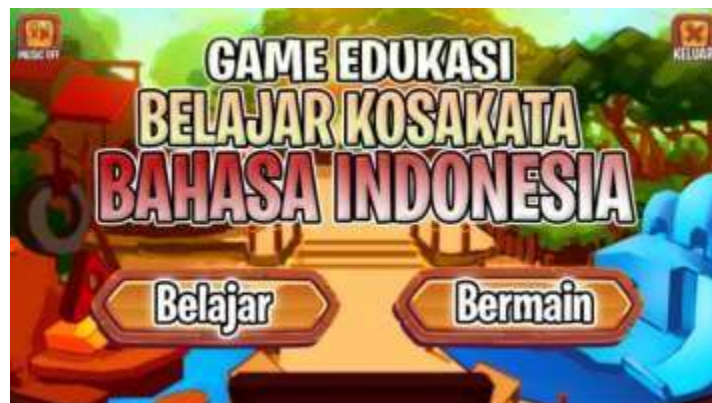 MUSIC OFF
KELUAR
GAME EDUKASI
BELAJAR KOSAKATA
BAHASA INDONESIA
Belajar
Bermain